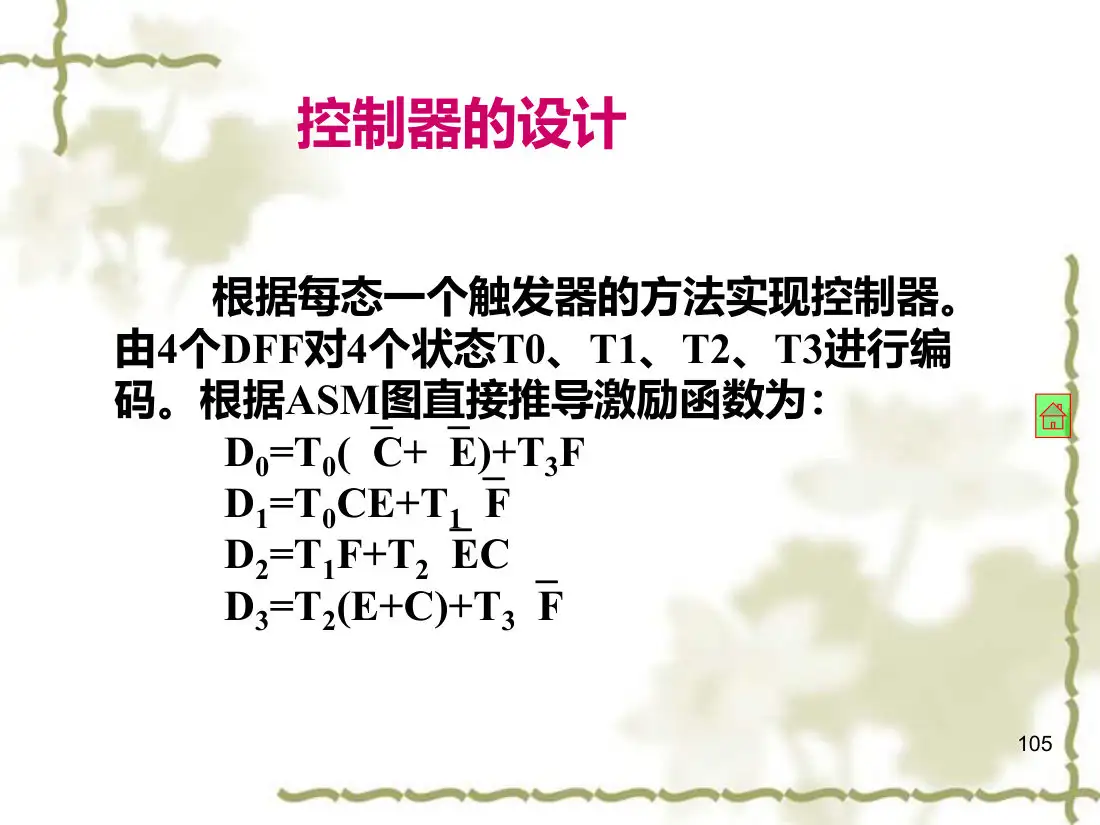 控制器的设计
根据每态一个触发器的方法实现控制器。
由4个DFF对4个状态T0、T1、T2、T3进行编
码。根据ASM图直接推导激励函数为：
D₀=T₀( C̅+ E̅)+T₃F
D₁=T₀CE+T₁ F̅
D₂=T₁F+T₂ E̅C
D₃=T₂(E+C)+T₃ F̅
105